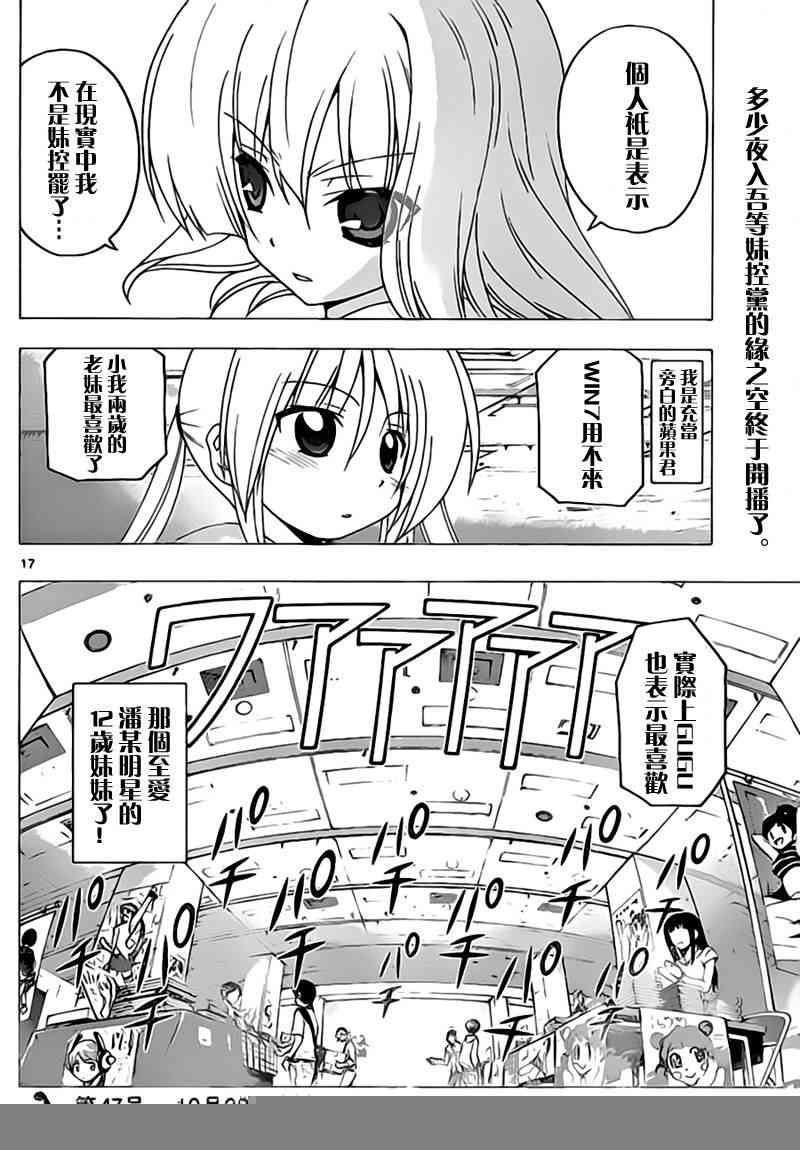 多少夜入吾等妹控黨的緣之空終于開播了。
個人衹是表示
在現實中我
不是妹控罷了…
我是充當
旁白的蘋果君
WIN7用不來
小我兩歲的
老妹最喜歡了
17
實際上GUGU
也表示最喜歡
ワアアアアア
那個至愛
潘某明星的
12歲妹妹了！
パチ
パチ
パチ
パチ
パチ
パチ
パチ
パチ
パチ